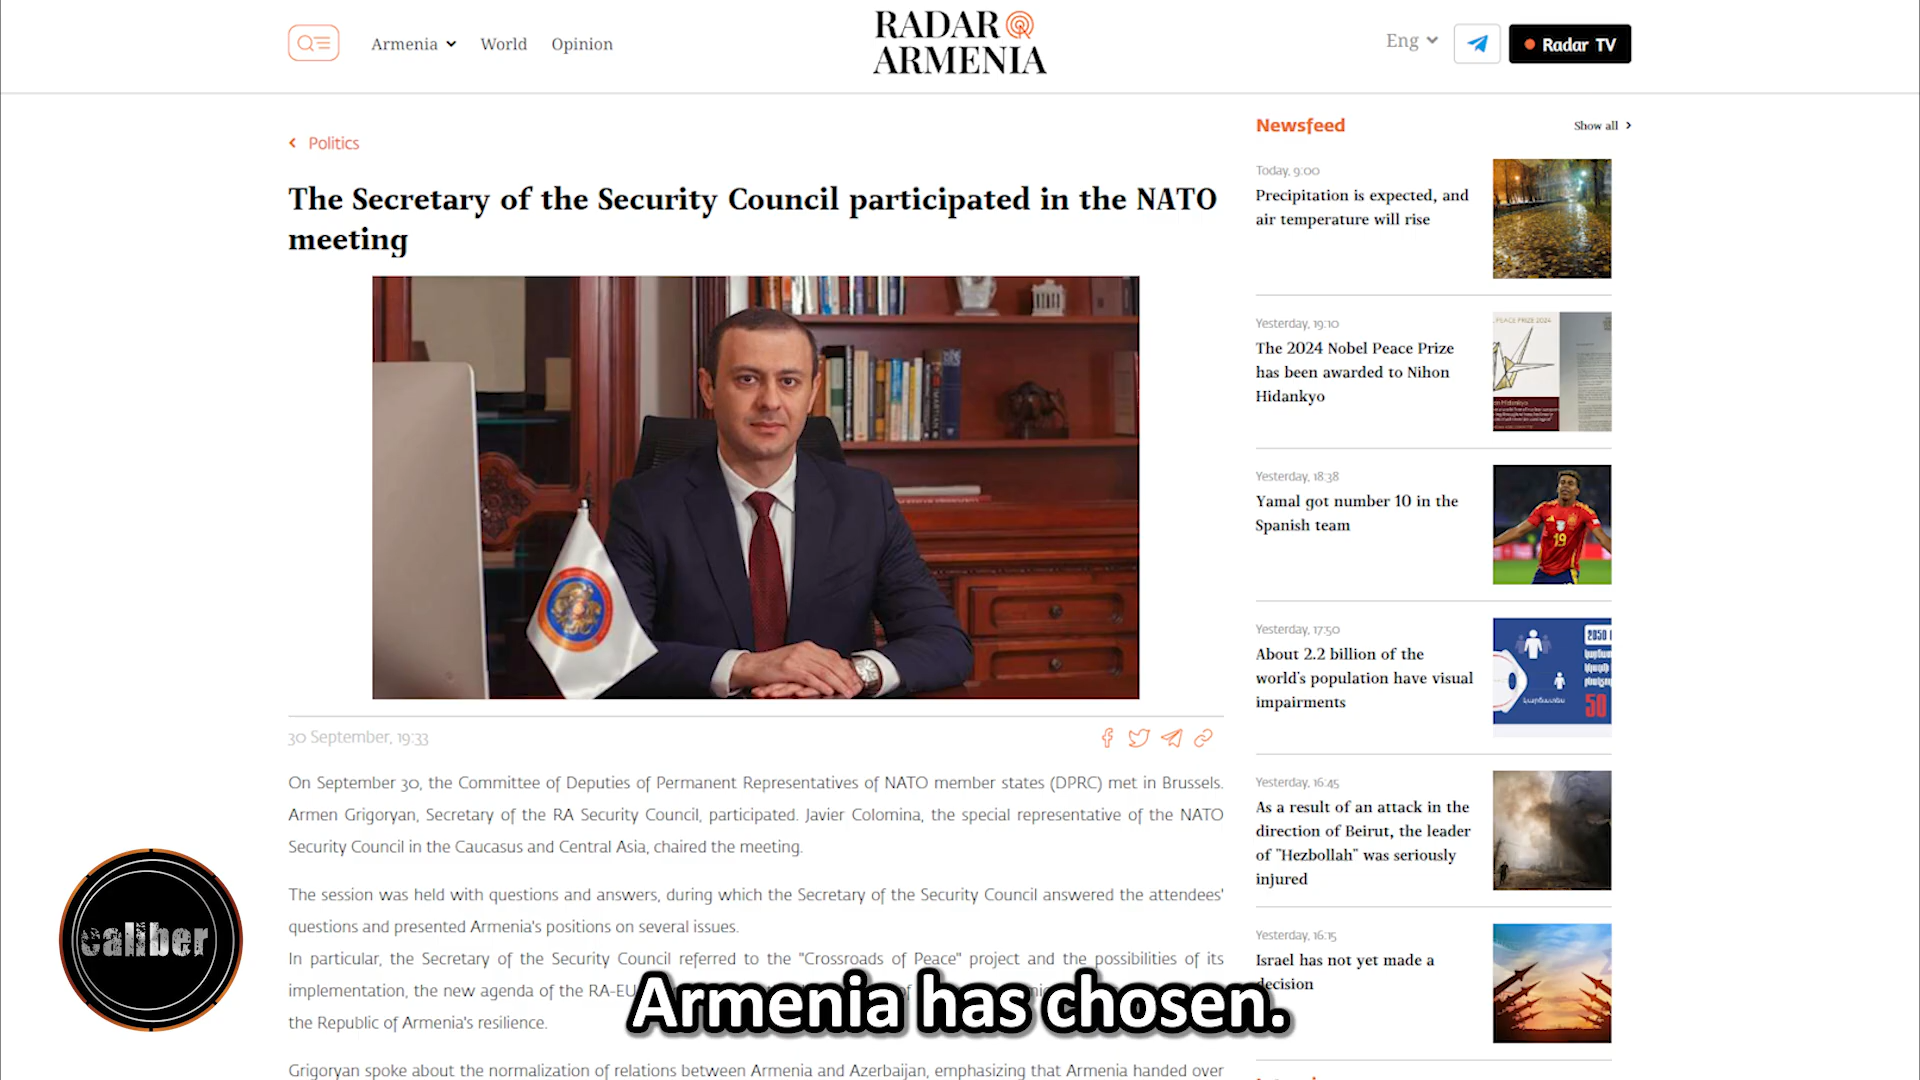 Armenia
World
Opinion
RADAR
ARMENIA
Eng
Radar TV
Politics
The Secretary of the Security Council participated in the NATO
meeting
30 September, 19:33
On September 30, the Committee of Deputies of Permanent Representatives of NATO member states (DPRC) met in Brussels.
Armen Grigoryan, Secretary of the RA Security Council, participated. Javier Colomina, the special representative of the NATO
Security Council in the Caucasus and Central Asia, chaired the meeting.
The session was held with questions and answers, during which the Secretary of the Security Council answered the attendees'
questions and presented Armenia's positions on several issues.
In particular, the Secretary of the Security Council referred to the "Crossroads of Peace" project and the possibilities of its
implementation, the new agenda of the RA-EU
the Republic of Armenia's resilience.
Grigoryan spoke about the normalization of relations between Armenia and Azerbaijan, emphasizing that Armenia handed over
Newsfeed
Show all
Today, 9:00
Precipitation is expected, and
air temperature will rise
Yesterday, 19:10
The 2024 Nobel Peace Prize
has been awarded to Nihon
Hidankyo
Yesterday, 18:38
Yamal got number 10 in the
Spanish team
19
Yesterday, 17:50
About 2.2 billion of the
world's population have visual
impairments
50
Yesterday, 16:45
As a result of an attack in the
direction of Beirut, the leader
of "Hezbollah" was seriously
injured
Yesterday, 16:15
Israel has not yet made a
decision
caliber
Armenia has chosen.